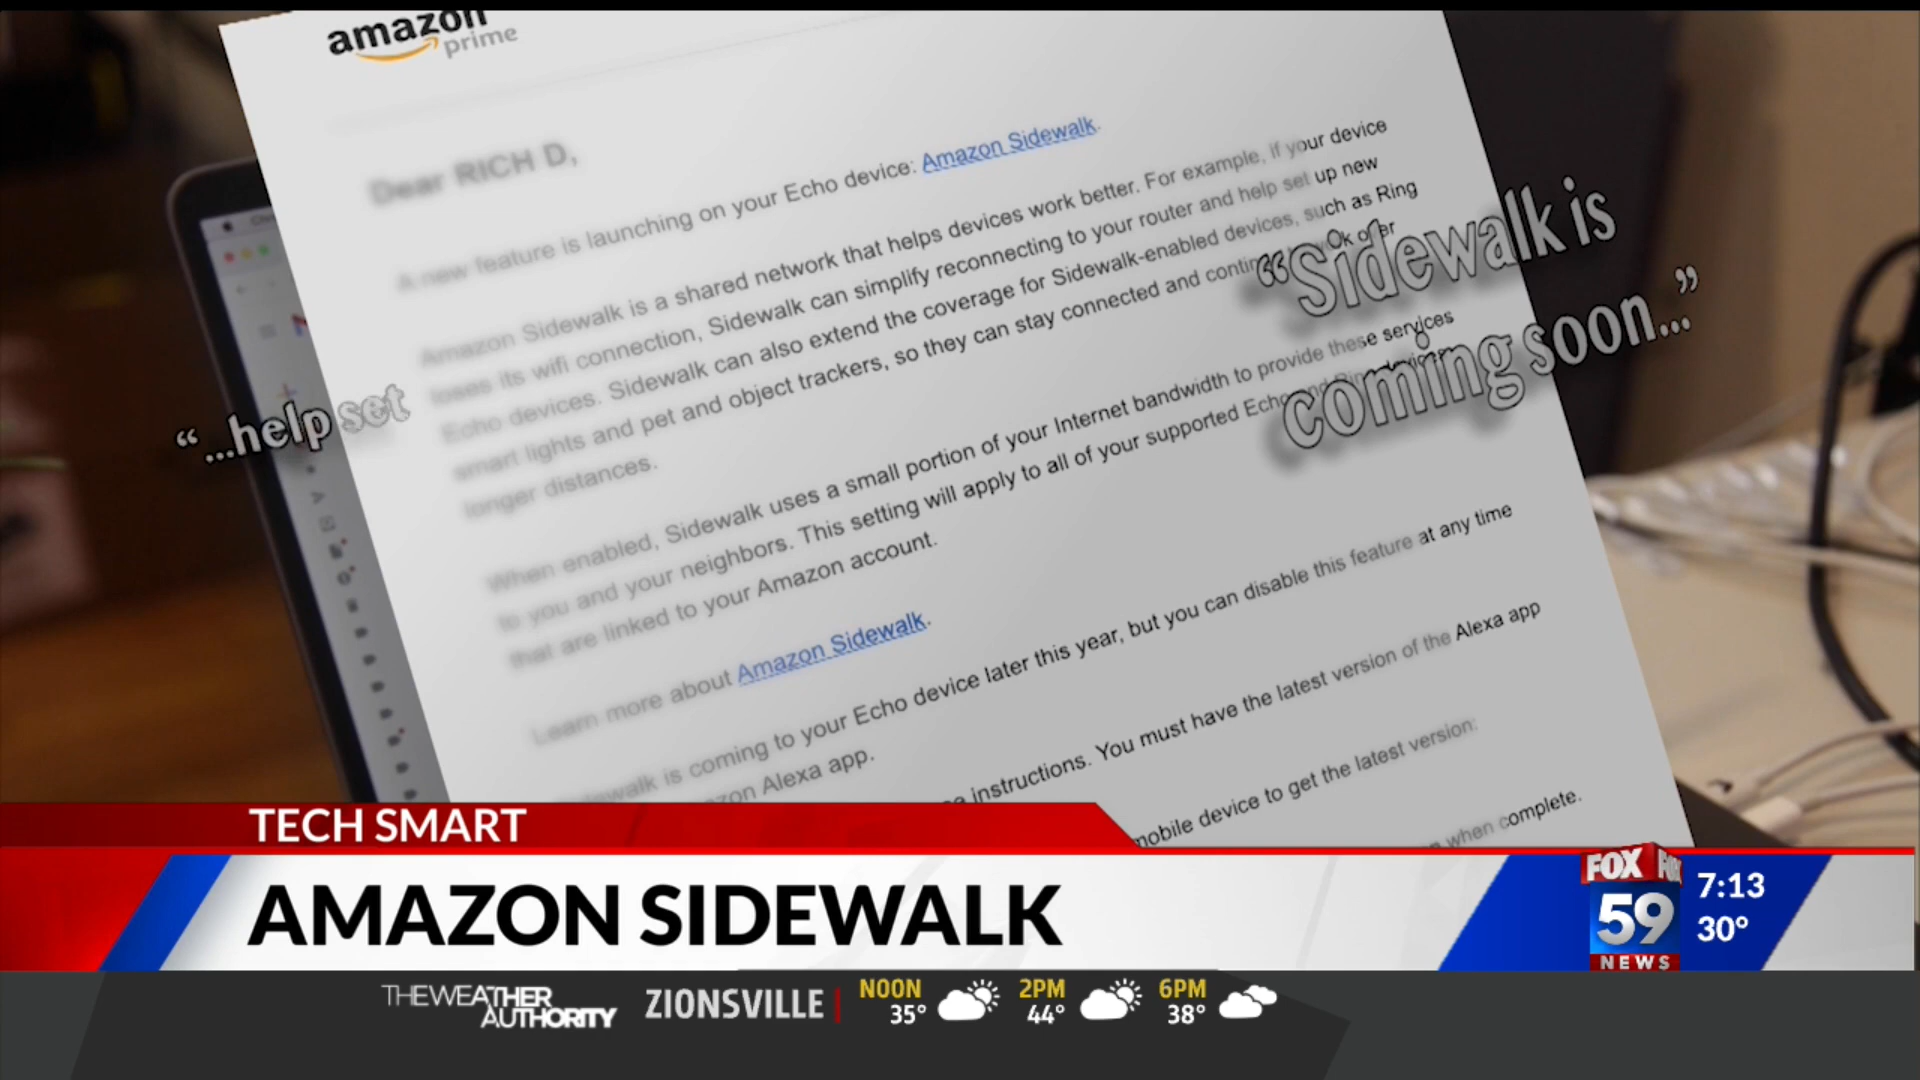 amazon
prime
Dear RICH D,
A new feature is launching on your Echo device: Amazon Sidewalk.
Amazon Sidewalk is a shared network that helps devices work better. For example, if your device
loses its wifi connection, Sidewalk can simplify reconnecting to your router and help set up new
Echo devices. Sidewalk can also extend the coverage for Sidewalk-enabled devices, such as Ring
smart lights and pet and object trackers, so they can stay connected and
longer distances.
When enabled, Sidewalk uses a small portion of your Internet bandwidth to provide these services
to you and your neighbors. This setting will apply to all of your supported Echo and Ring devices
that are linked to your Amazon account.
Learn more about Amazon Sidewalk.
is coming to your Echo device later this year, but you can disable this feature at any time
Alexa app.
instructions. You must have the latest version of the Alexa app
mobile device to get the latest version:
when complete.
“...help set
“Sidewalk is
coming soon...”
TECH SMART
AMAZON SIDEWALK
FOX
59
NEWS
7:13
30°
THE WEATHER
AUTHORITY
ZIONSVILLE
NOON
35°
2PM
44°
6PM
38°